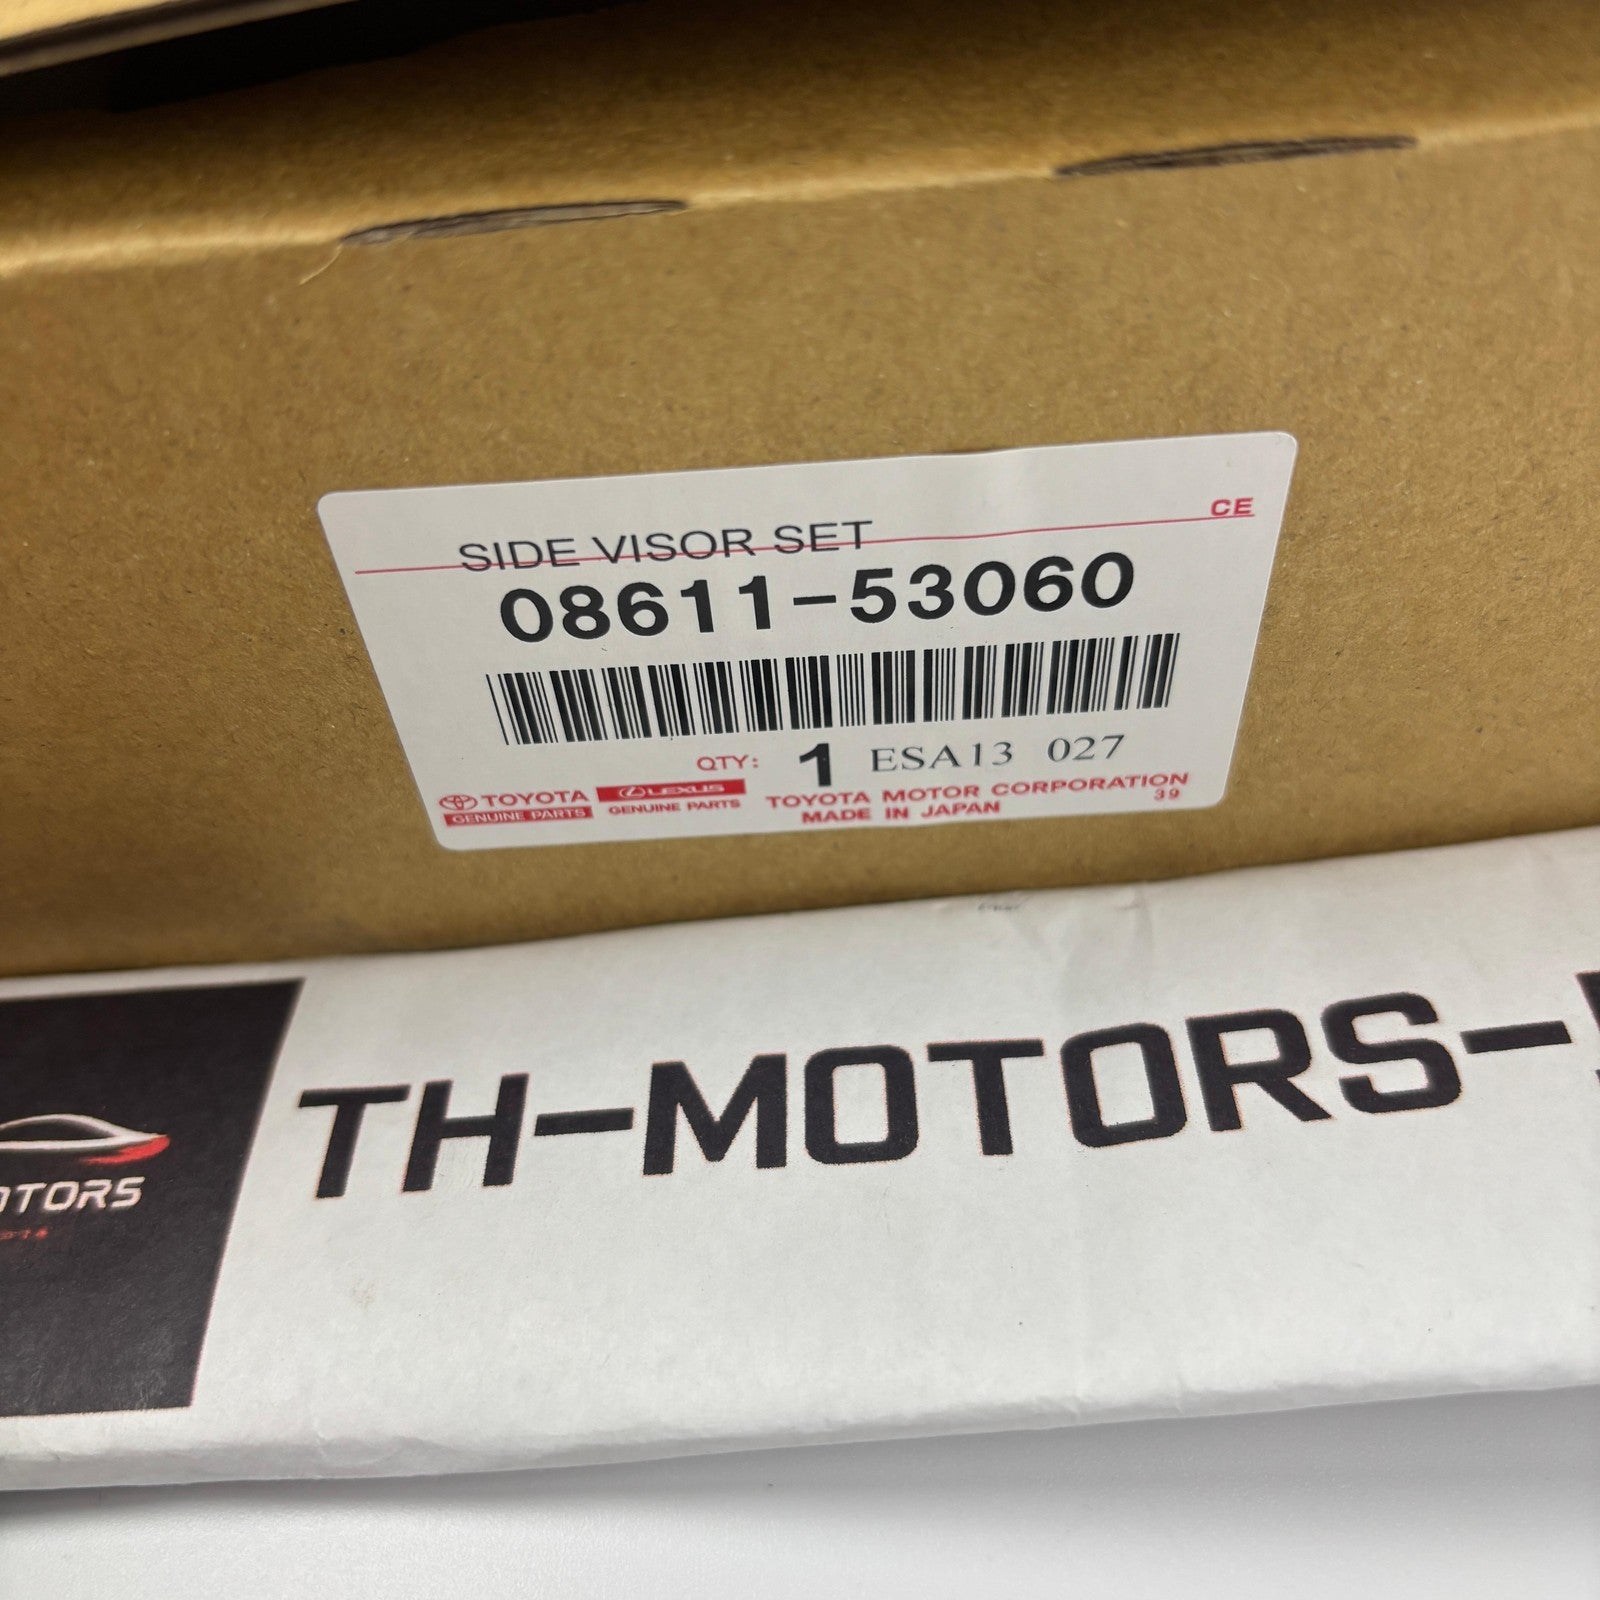 CE
SIDE VISOR SET
08611-53060
QTY: 1 ESA13 027
TOYOTA
GENUINE PARTS
LEXUS
GENUINE PARTS
TOYOTA MOTOR CORPORATION
39
MADE IN JAPAN
TH-MOTORS-
OTORS